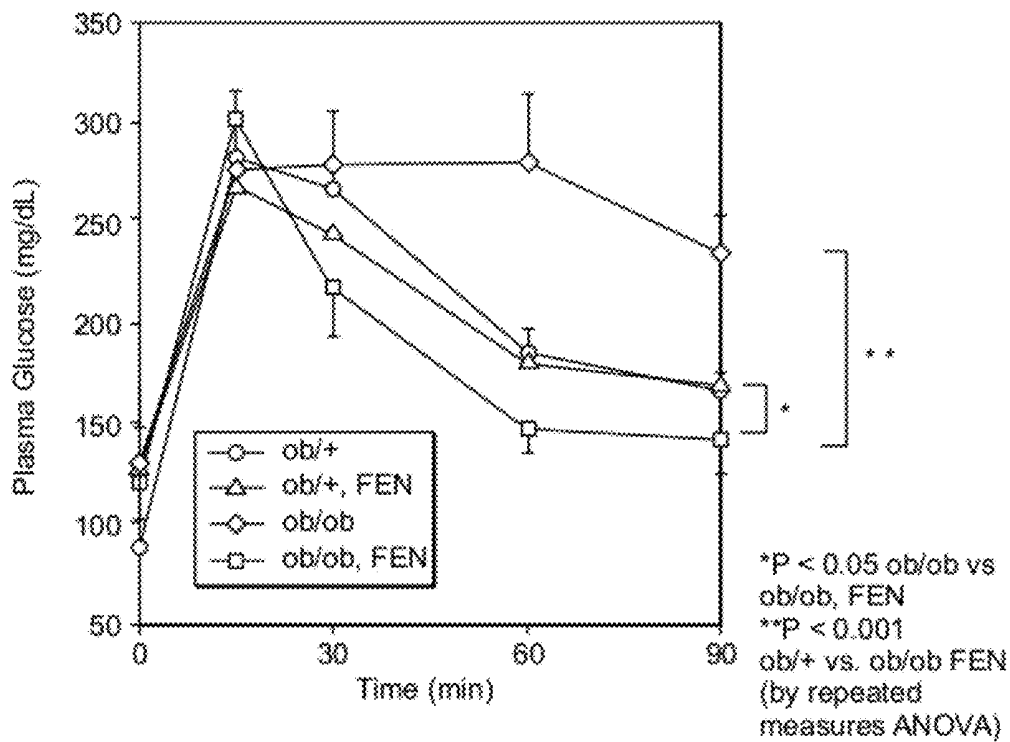 350
300
250
200
150
100
50
Plasma Glucose (mg/dL)
ob/+
ob/+, FEN
ob/ob
ob/ob, FEN
0
30
60
90
Time (min)
* *
*
*P < 0.05 ob/ob vs
ob/ob, FEN
**P < 0.001
ob/+ vs. ob/ob FEN
(by repeated
measures ANOVA)